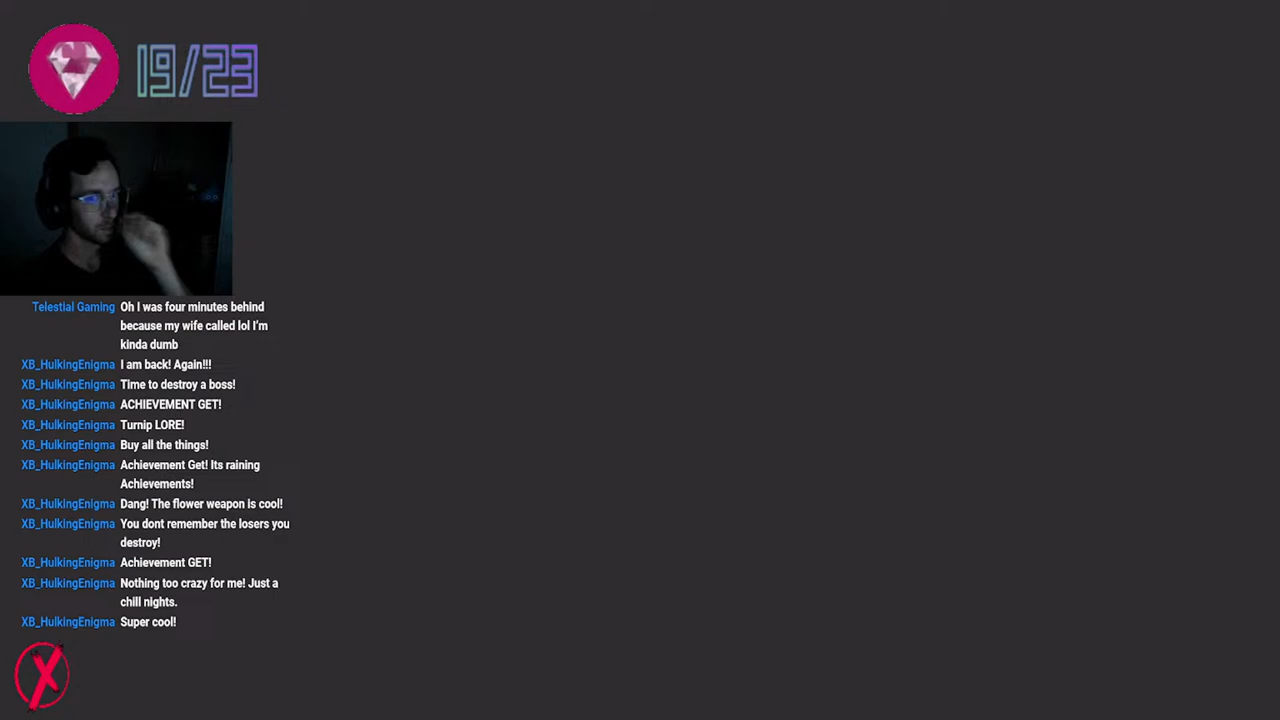 19/23
Telestial Gaming Oh I was four minutes behind
because my wife called lol I'm
kinda dumb
XB_HulkingEnigma I am back! Again!!!
XB_HulkingEnigma Time to destroy a boss!
XB_HulkingEnigma ACHIEVEMENT GET!
XB_HulkingEnigma Turnip LORE!
XB_HulkingEnigma Buy all the things!
XB_HulkingEnigma Achievement Get! Its raining
Achievements!
XB_HulkingEnigma Dang! The flower weapon is cool!
XB_HulkingEnigma You dont remember the losers you
destroy!
XB_HulkingEnigma Achievement GET!
XB_HulkingEnigma Nothing too crazy for me! Just a
chill nights.
XB_HulkingEnigma Super cool!
X